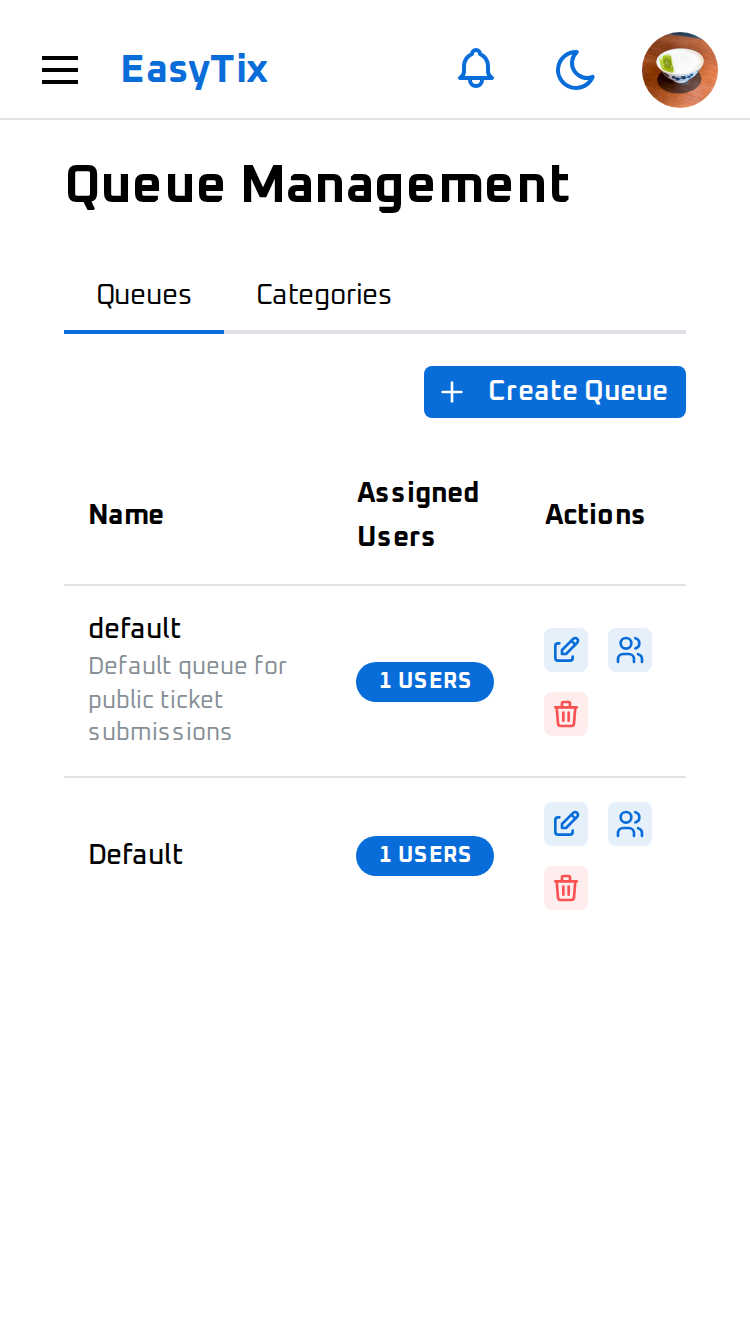 EasyTix
Queue Management
Queues
Categories
Create Queue
Name
Assigned
Users
Actions
default
Default queue for
public ticket
submissions
1 USERS
Default
1 USERS